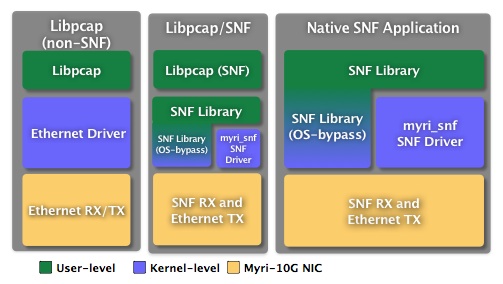 Libpcap
(non-SNF)
Libpcap
Ethernet Driver
Ethernet RX/TX
Libpcap/SNF
Libpcap (SNF)
SNF Library
SNF Library
(OS-bypass)
myri_snf
SNF
Driver
SNF RX and
Ethernet TX
Native SNF Application
SNF Library
SNF Library
(OS-bypass)
myri_snf
SNF Driver
SNF RX and
Ethernet TX
User-level
Kernel-level
Myri-10G NIC